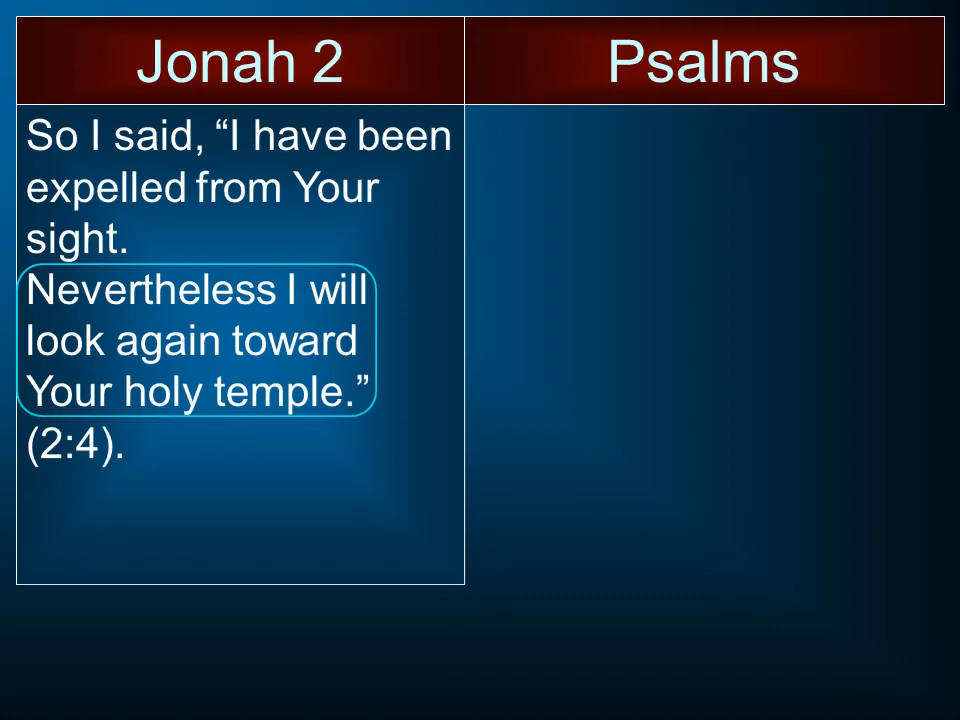 Jonah 2
Psalms
So I said, “I have been
expelled from Your
sight.
Nevertheless I will
look again toward
Your holy temple.”
(2:4).